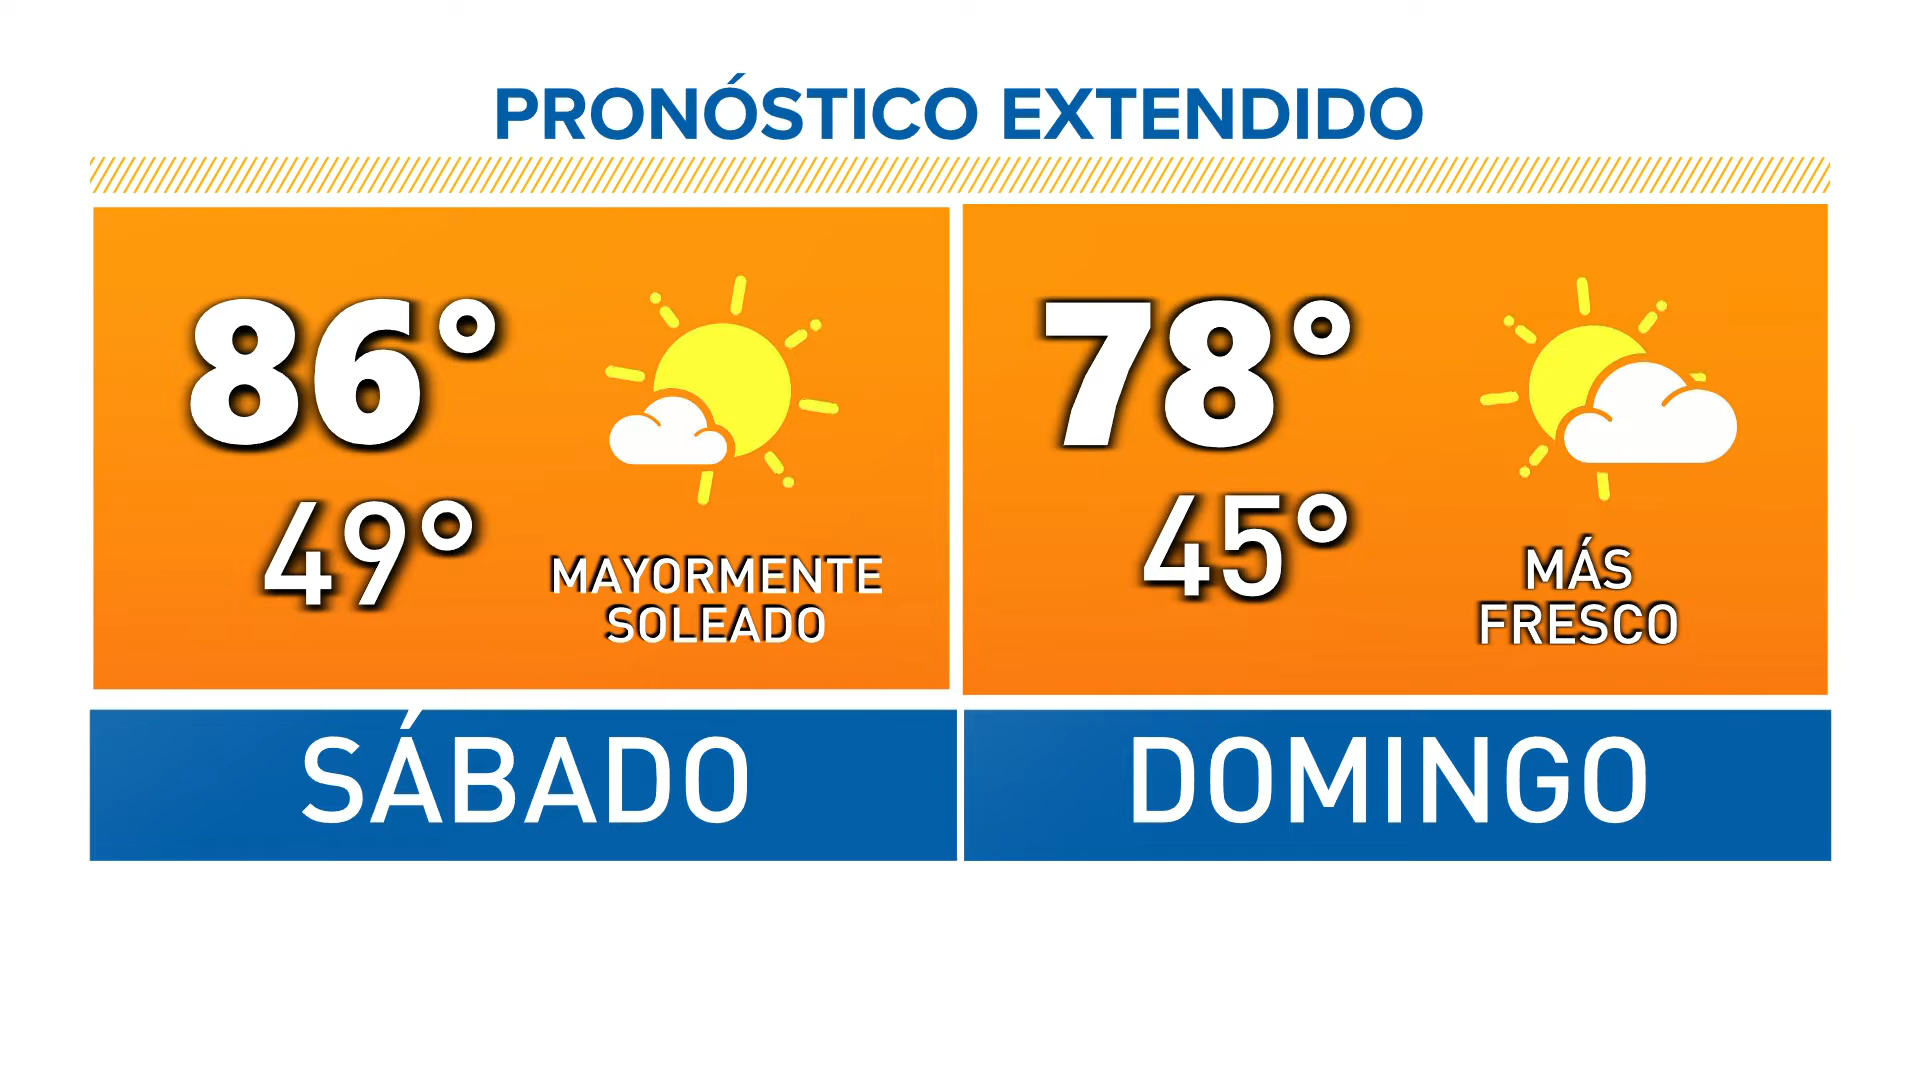 PRONÓSTICO EXTENDIDO
86°
49°
MAYORMENTE
SOLEADO
SÁBADO
78°
45°
MÁS
FRESCO
DOMINGO